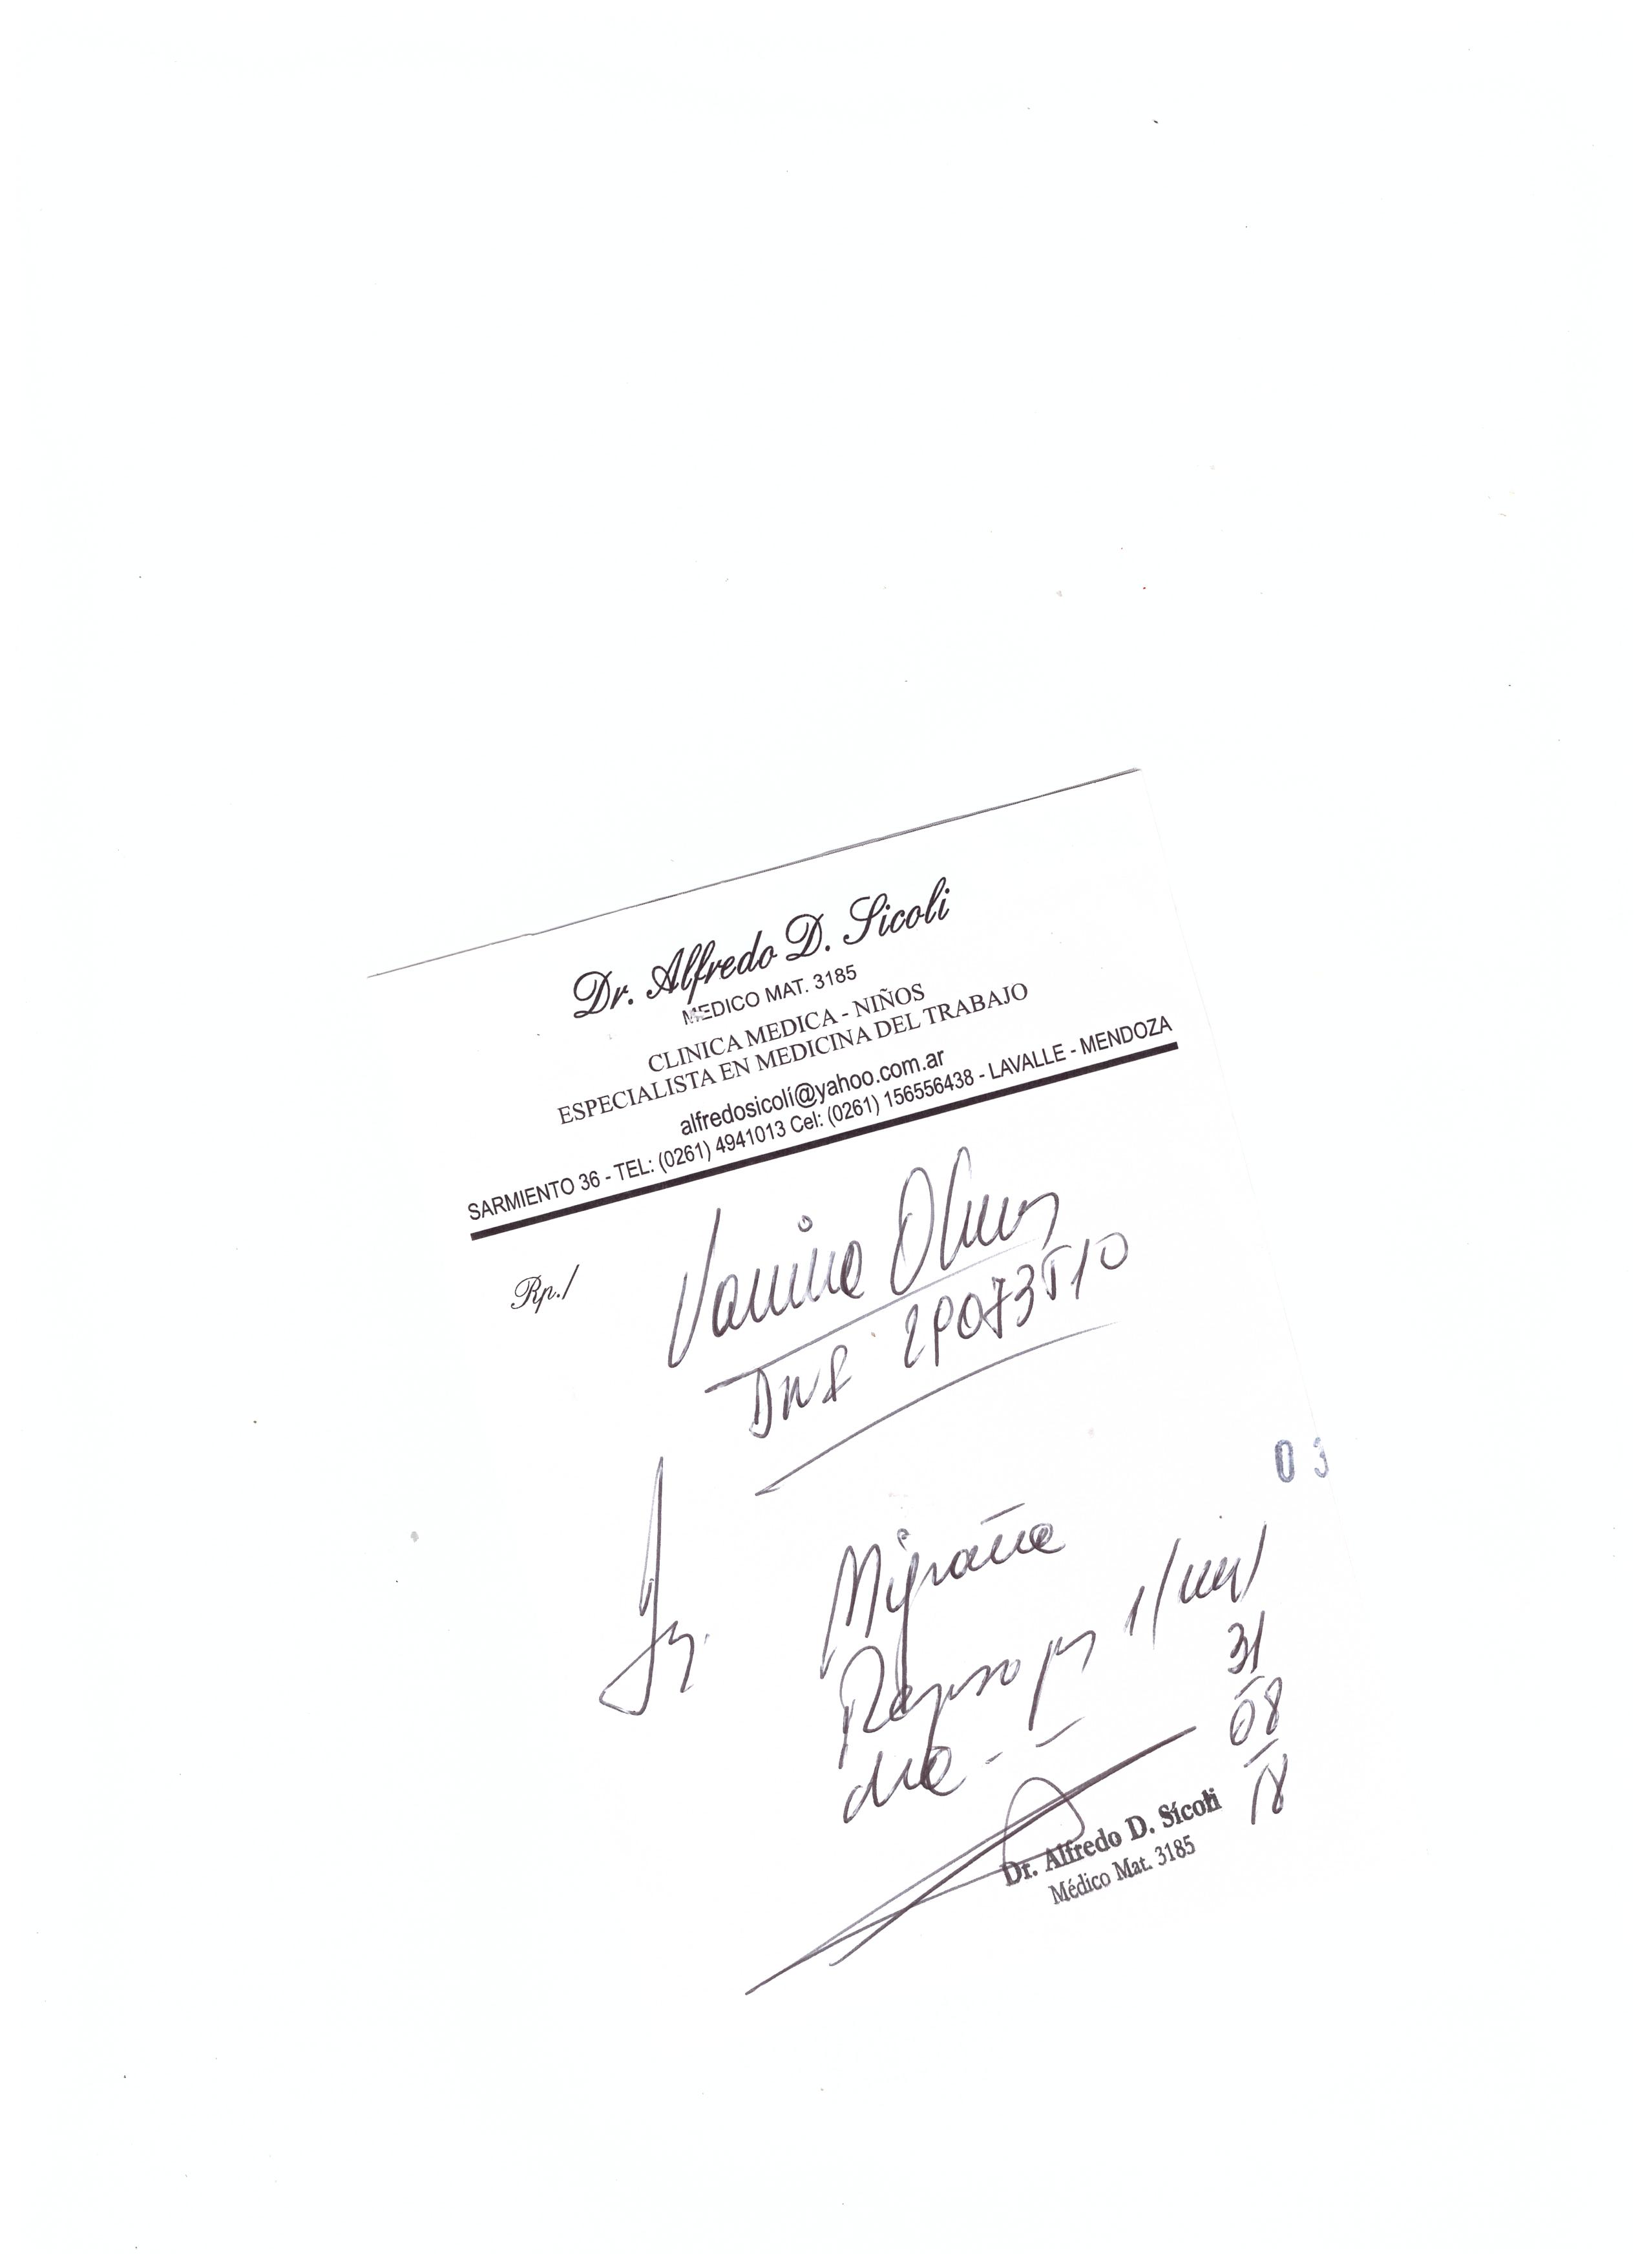 Dr. Alfredo D. Sicoli
MEDICO MAT. 3185
CLINICA MEDICA - NIÑOS
ESPECIALISTA EN MEDICINA DEL TRABAJO
alfredosicolí@yahoo.com.ar
SARMIENTO 36 - TEL: (0261) 4941013 Cel: (0261) 156556438 - LAVALLE - MENDOZA
Rp./
Vanina Olmos
DNI 29073510
03
Migraña
Reposo por 1/un/
día
31
08
18
Dr. Alfredo D. Sícoli
Médico Mat. 3185